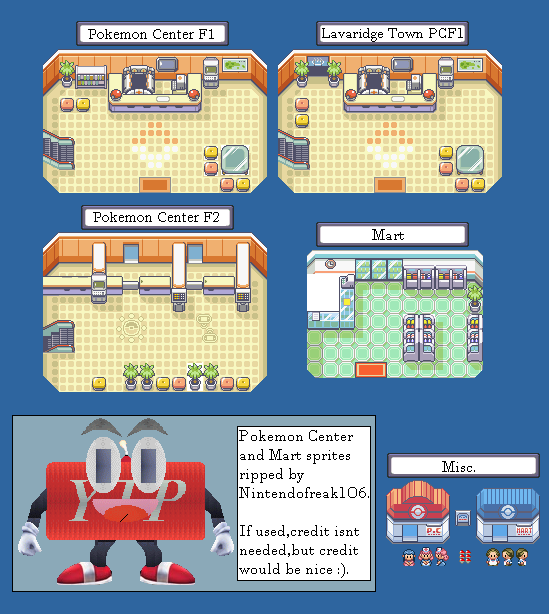 Pokemon Center F1
Lavaridge Town PCF1
Pokemon Center F2
Mart
YTP
Pokemon Center
and Mart sprites
ripped by
Nintendofreak106.
If used,credit isnt
needed,but credit
would be nice :).
Misc.
P.C
MART